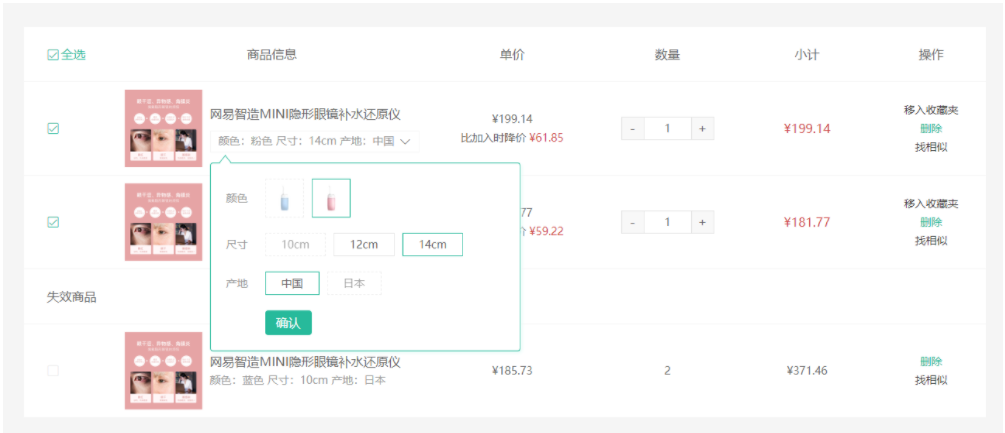 全选 商品信息 单价 数量 小计 操作
网易智造MINI隐形眼镜补水还原仪
颜色：粉色 尺寸：14cm 产地：中国
¥199.14
比加入时降价 ¥61.85
- 1 +
¥199.14
移入收藏夹
删除
找相似
颜色
尺寸 10cm 12cm 14cm
产地 中国 日本
确认
77
¥59.22
- 1 +
¥181.77
移入收藏夹
删除
找相似
失效商品
网易智造MINI隐形眼镜补水还原仪
颜色：蓝色 尺寸：10cm 产地：日本
¥185.73
2
¥371.46
删除
找相似